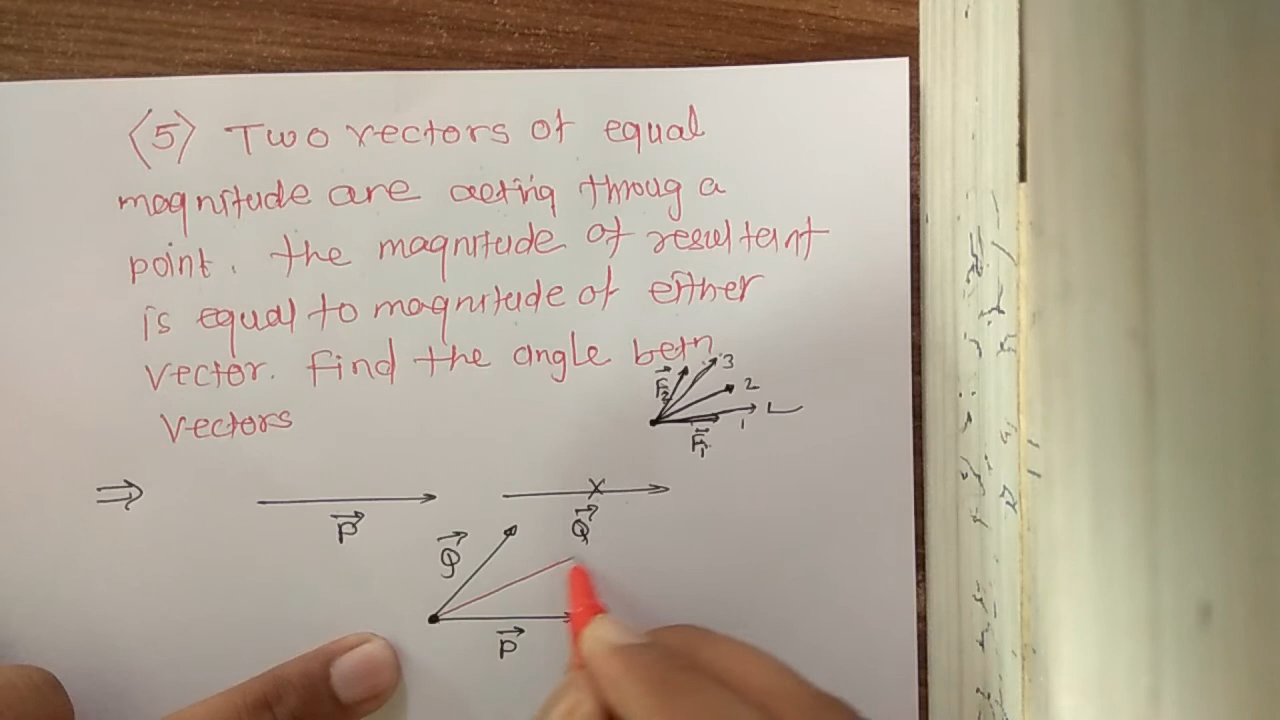 (5) Two vectors of equal
magnitude are acting throug a
point. The magnitude of resultant
is equal to magnitude of either
vector. Find the angle betn
vectors
3
F₂
2
1
F₁
⇒
P
Q
Q
P